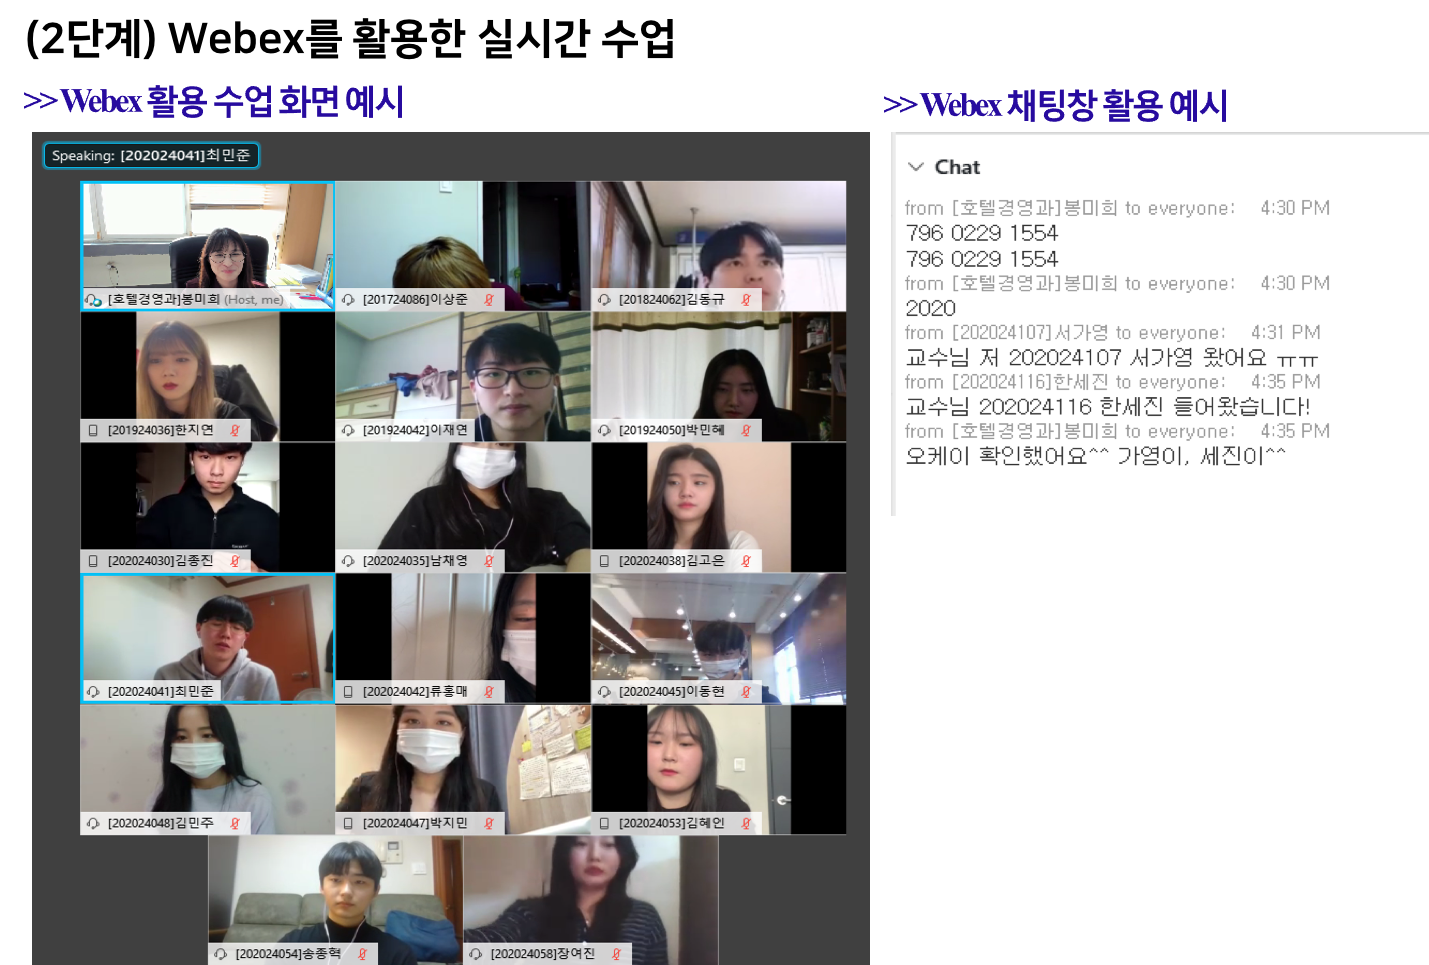 (2단계) Webex를 활용한 실시간 수업
>> Webex 활용 수업 화면 예시
Speaking: [202024041]최민준
[호텔경영과]봉미희 (Host, me)
[201724086]이상준
[201824062]김동규
[201924036]한지연
[201924042]이재연
[201924050]박민혜
[202024030]김종진
[202024035]남채영
[202024038]김고은
[202024041]최민준
[202024042]류홍매
[202024045]이동현
[202024048]김민주
[202024047]박지민
[202024053]김혜인
[202024054]송종혁
[202024058]장여진
>> Webex 채팅창 활용 예시
Chat
from [호텔경영과]봉미희 to everyone: 4:30 PM
796 0229 1554
796 0229 1554
from [호텔경영과]봉미희 to everyone: 4:30 PM
2020
from [202024107]서가영 to everyone: 4:31 PM
교수님 저 202024107 서가영 왔어요 ㅠㅠ
from [202024116]한세진 to everyone: 4:35 PM
교수님 202024116 한세진 들어왔습니다!
from [호텔경영과]봉미희 to everyone: 4:35 PM
오케이 확인했어요^^ 가영이, 세진이^^